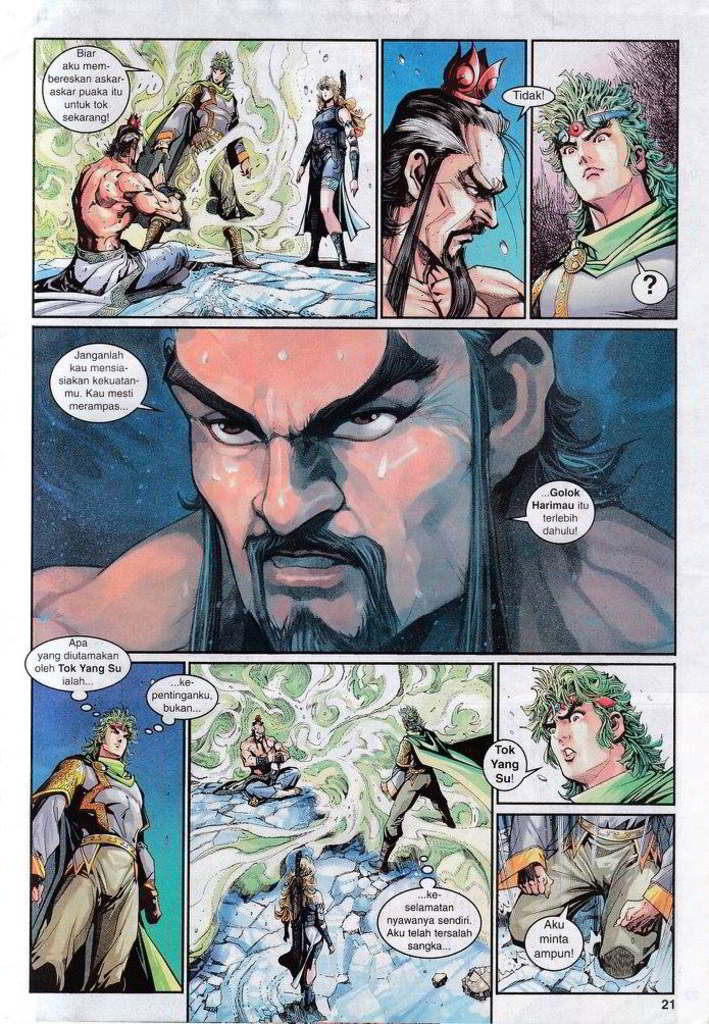 Biar
aku mem-
bereskan askar-
askar puaka itu
untuk tok
sekarang!
Tidak!
?
Janganlah
kau mensia-
siakan kekuatan-
mu. Kau mesti
merampas...
...Golok
Harimau itu
terlebih
dahulu!
Apa
yang diutamakan
oleh Tok Yang Su
ialah...
...ke-
pentinganku,
bukan...
...ke-
selamatan
nyawanya sendiri.
Aku telah tersalah
sangka...
Tok
Yang
Su!
Aku
minta
ampun!
21